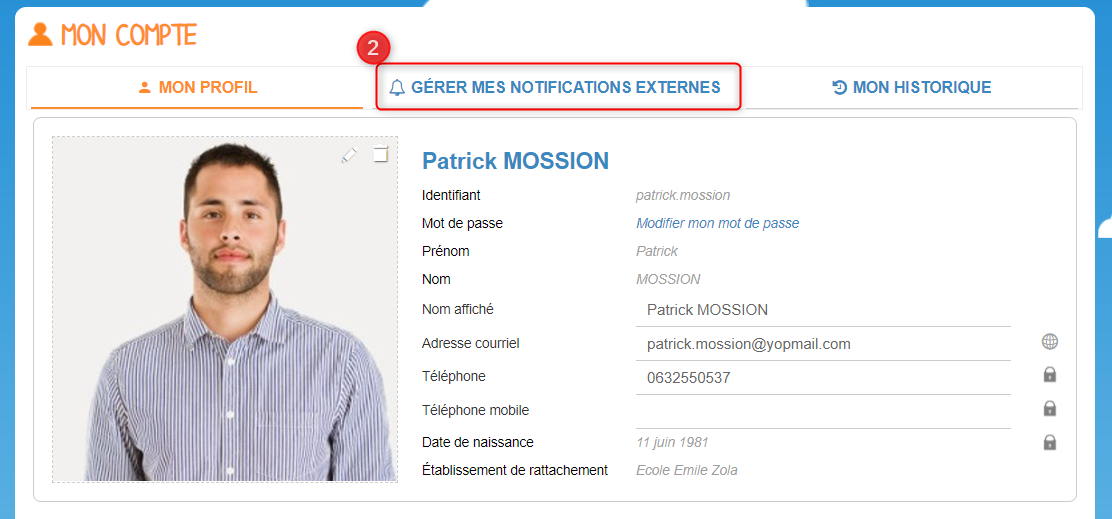 MON COMPTE
2
MON PROFIL
GÉRER MES NOTIFICATIONS EXTERNES
MON HISTORIQUE
Patrick MOSSION
Identifiant patrick.mossion
Mot de passe Modifier mon mot de passe
Prénom Patrick
Nom MOSSION
Nom affiché Patrick MOSSION
Adresse courriel patrick.mossion@yopmail.com
Téléphone 0632550537
Téléphone mobile
Date de naissance 11 juin 1981
Établissement de rattachement Ecole Emile Zola